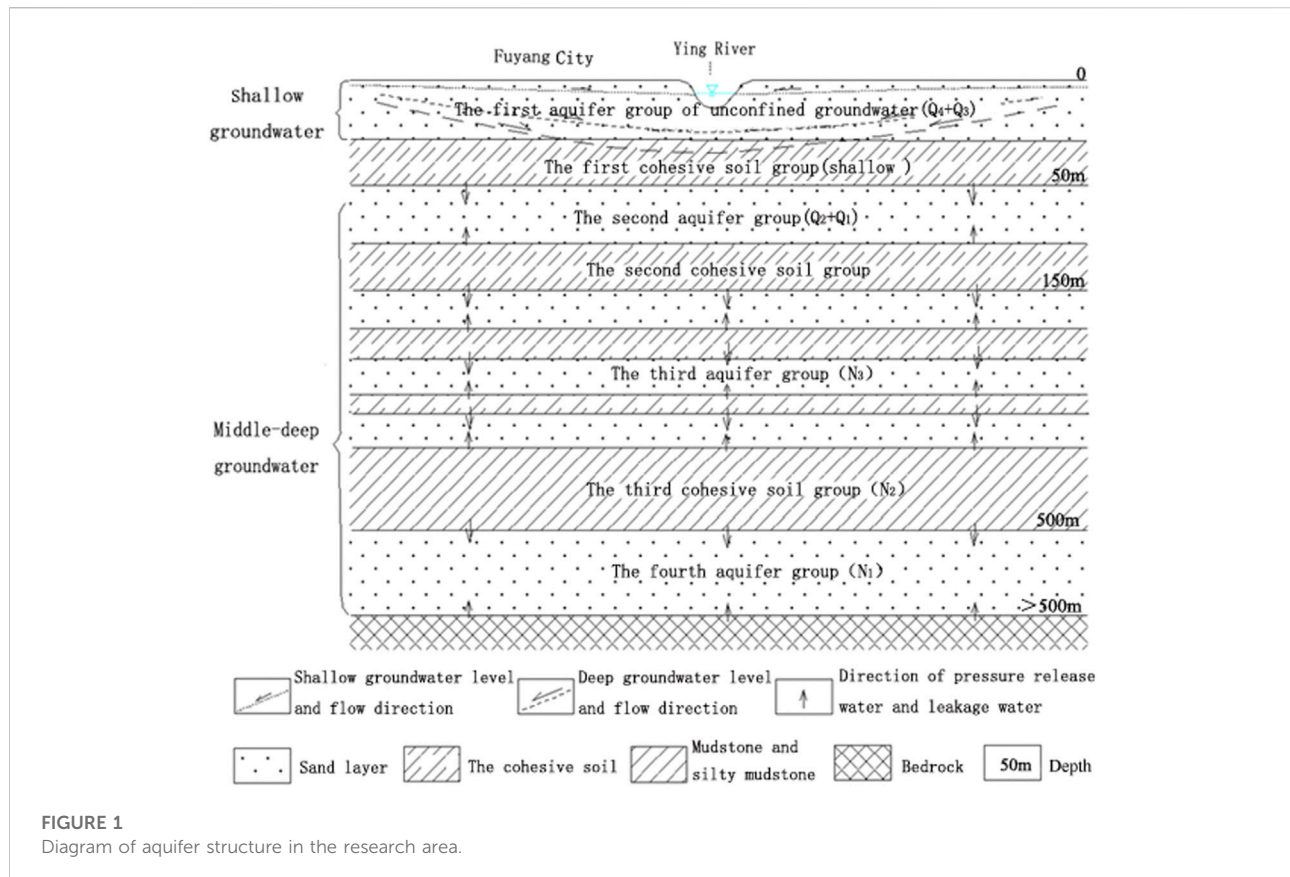 Ying River
Fuyang City
0
Shallow
groundwater
The first aquifer group of unconfined groundwater(Q₄+Q₃)
The first cohesive soil group(shallow )
50m
The second aquifer group(Q₂+Q₁)
The second cohesive soil group
150m
The third aquifer group (N₃)
Middle-deep
groundwater
The third cohesive soil group (N₂)
500m
The fourth aquifer group (N₁)
>500m
Shallow groundwater level
and flow direction
Deep groundwater level
and flow direction
Direction of pressure release
water and leakage water
Sand layer
The cohesive soil
Mudstone and
silty mudstone
Bedrock
50m
Depth
FIGURE 1
Diagram of aquifer structure in the research area.